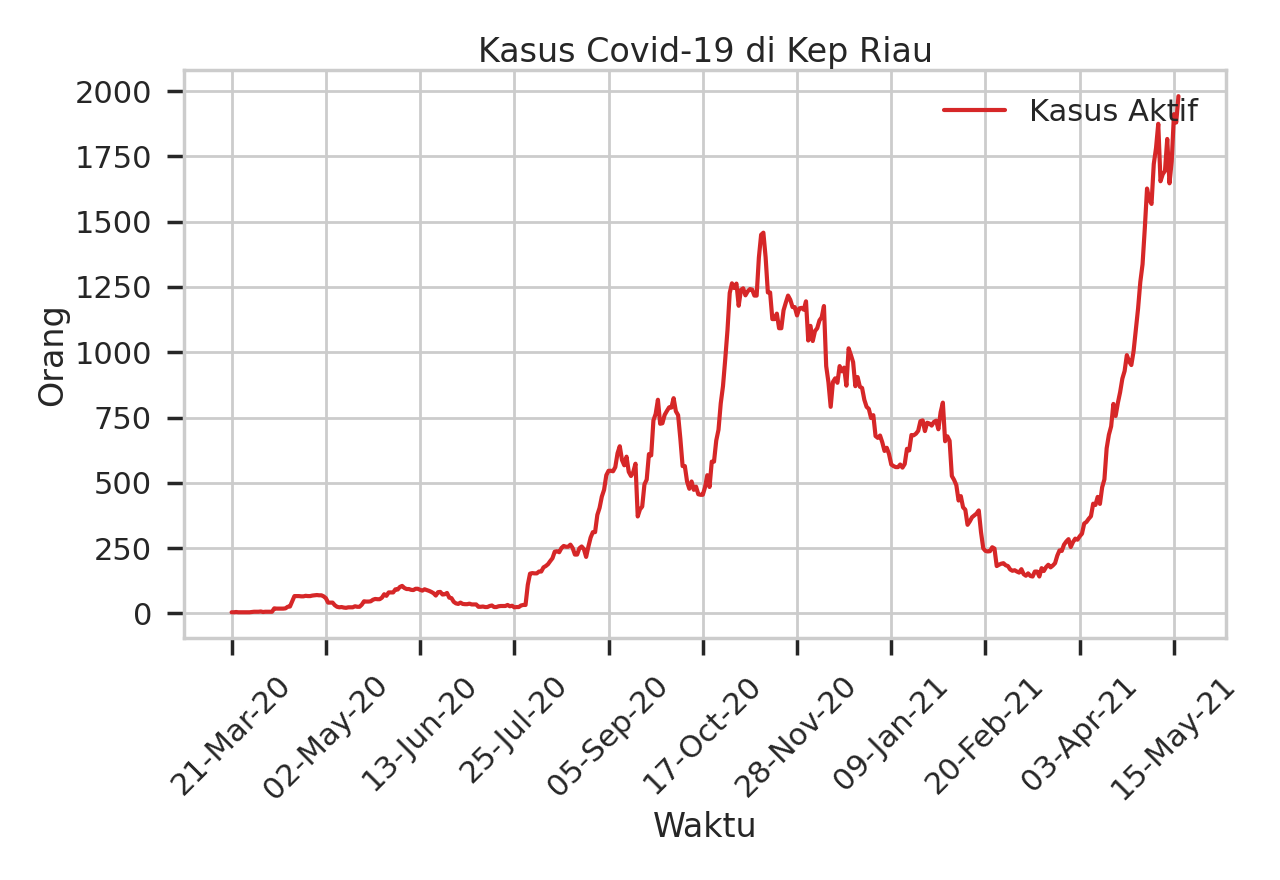 Kasus Covid-19 di Kep Riau
Kasus Aktif
Orang
2000
1750
1500
1250
1000
750
500
250
0
21-Mar-20
02-May-20
13-Jun-20
25-Jul-20
05-Sep-20
17-Oct-20
28-Nov-20
09-Jan-21
20-Feb-21
03-Apr-21
15-May-21
Waktu